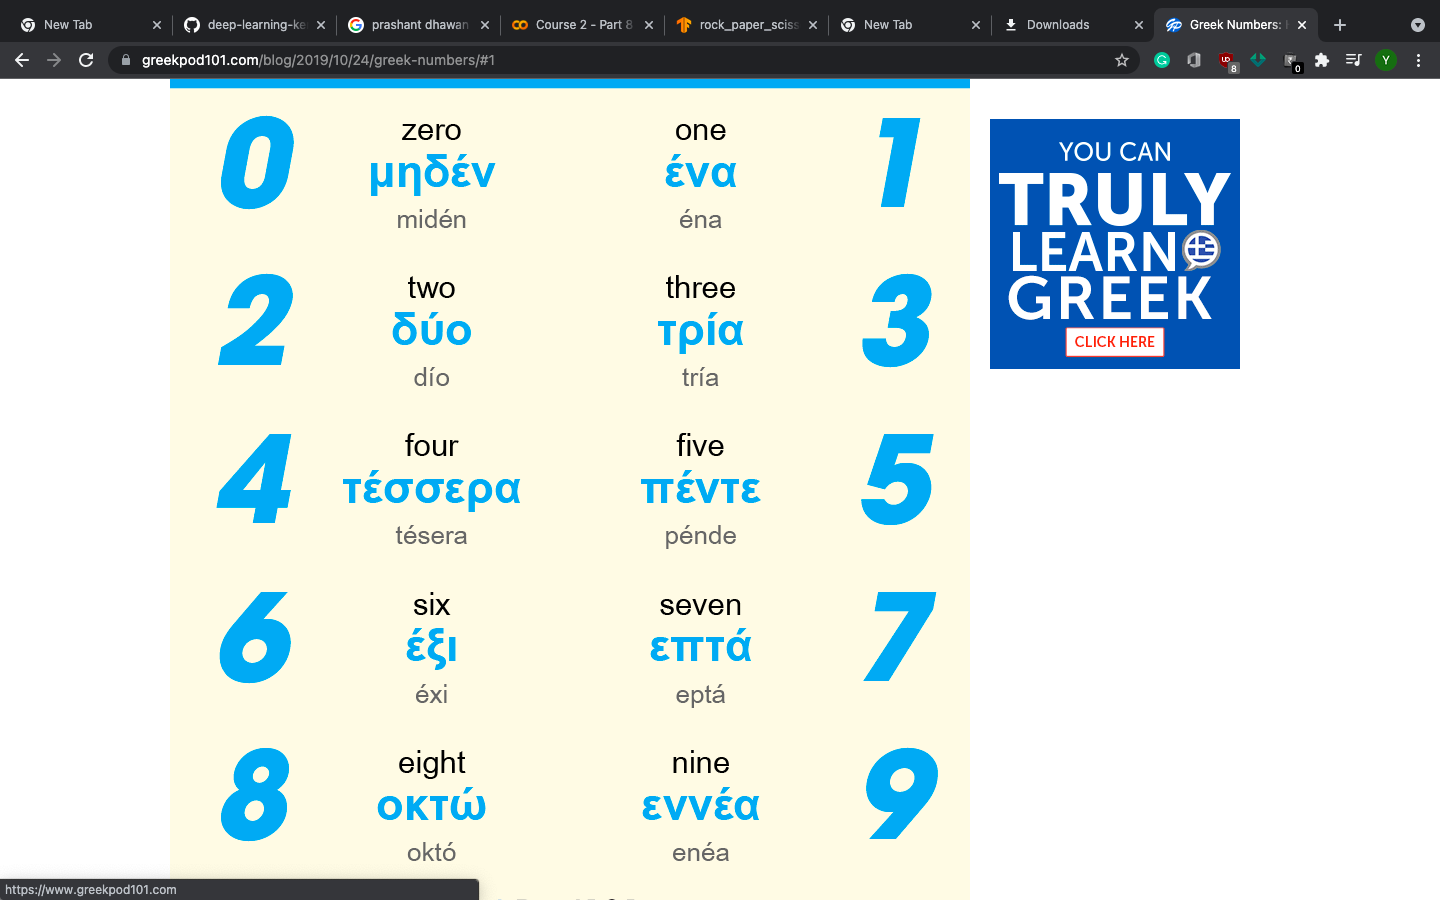 New Tab
deep-learning-ke
prashant dhawan
Course 2 - Part 8
rock_paper_sciss
New Tab
Downloads
Greek Numbers:
greekpod101.com/blog/2019/10/24/greek-numbers/#1
8
0
Y
0 zero one 1
μηδέν ένα
midén éna
2 two three 3
δύο τρία
dío tría
4 four five 5
τέσσερα πέντε
tésera pénde
6 six seven 7
έξι επτά
éxi eptá
8 eight nine 9
οκτώ εννέα
októ enéa
YOU CAN
TRULY
LEARN
GREEK
CLICK HERE
https://www.greekpod101.com